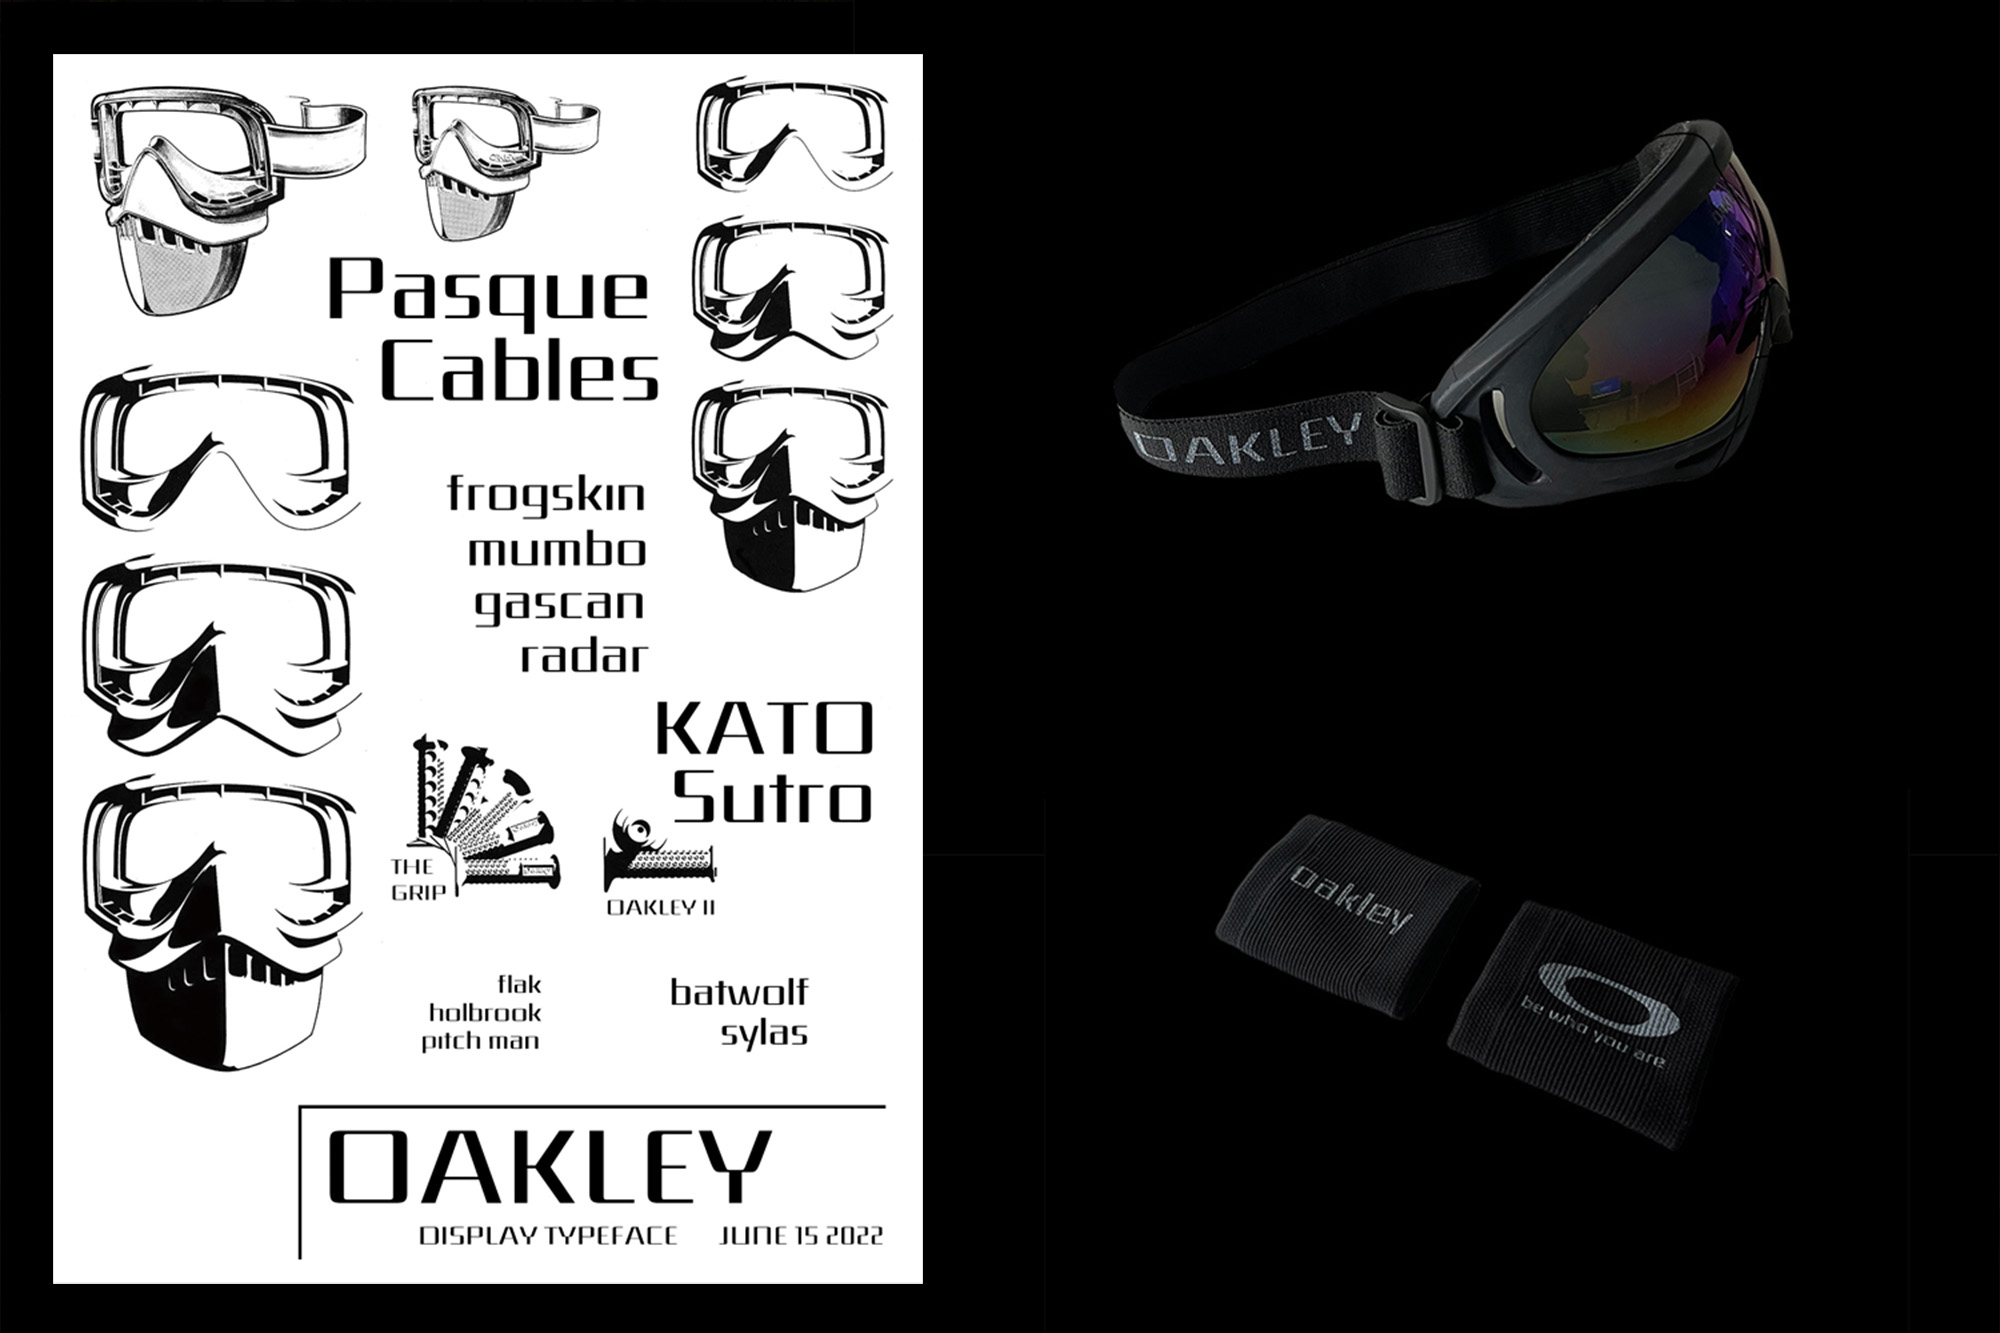 Pasque
Cables
frogskin
mumbo
gascan
radar
KATO
Sutro
THE
GRIP
OAKLEY II
flak
holbrook
pitch man
batwolf
sylas
OAKLEY
DISPLAY TYPEFACE JUNE 15 2022
OAKLEY
oakley
be who you are